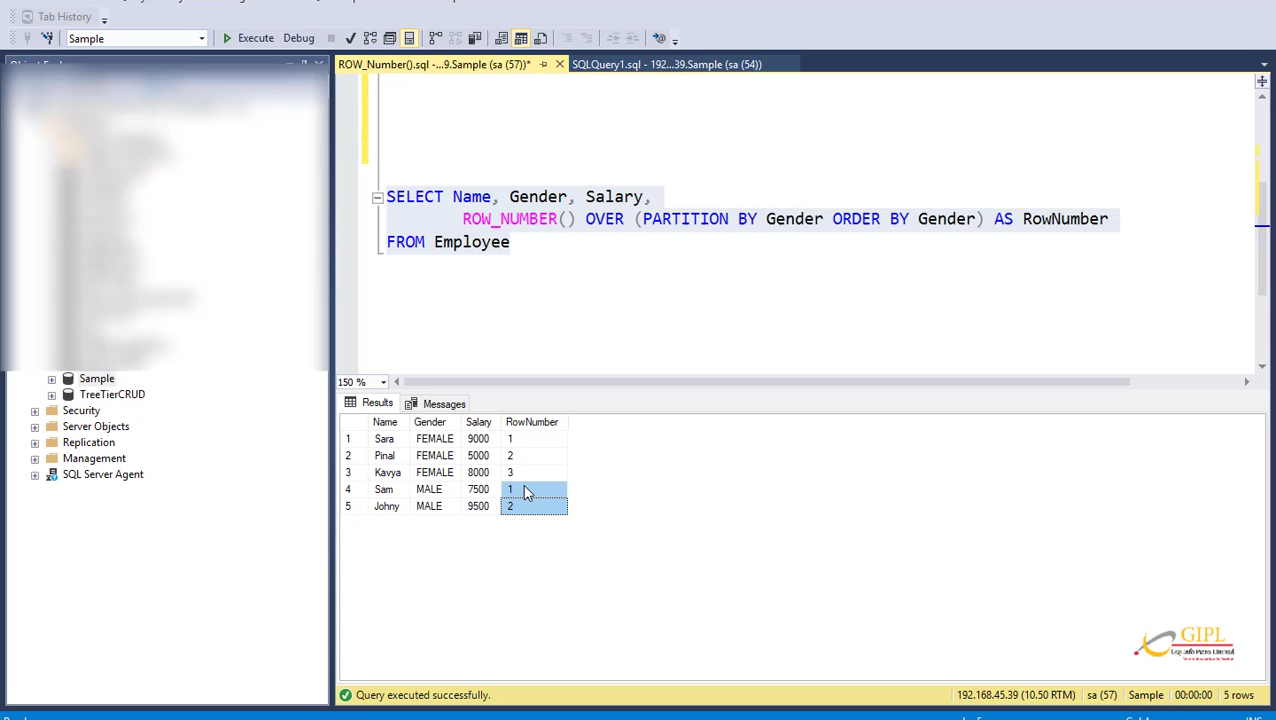 Tab History
Sample
Execute
Debug
ROW_Number().sql -...9.Sample (sa (57))*
SQLQuery1.sql - 192...39.Sample (sa (54))
SELECT Name, Gender, Salary,
ROW_NUMBER() OVER (PARTITION BY Gender ORDER BY Gender) AS RowNumber
FROM Employee
Sample
TreeTierCRUD
Security
Server Objects
Replication
Management
SQL Server Agent
150 %
Results
Messages
Name Gender Salary RowNumber
1 Sara FEMALE 9000 1
2 Pinal FEMALE 5000 2
3 Kavya FEMALE 8000 3
4 Sam MALE 7500 1
5 Johny MALE 9500 2
GIPL
Query executed successfully.
192.168.45.39 (10.50 RTM)
sa (57)
Sample
00:00:00
5 rows